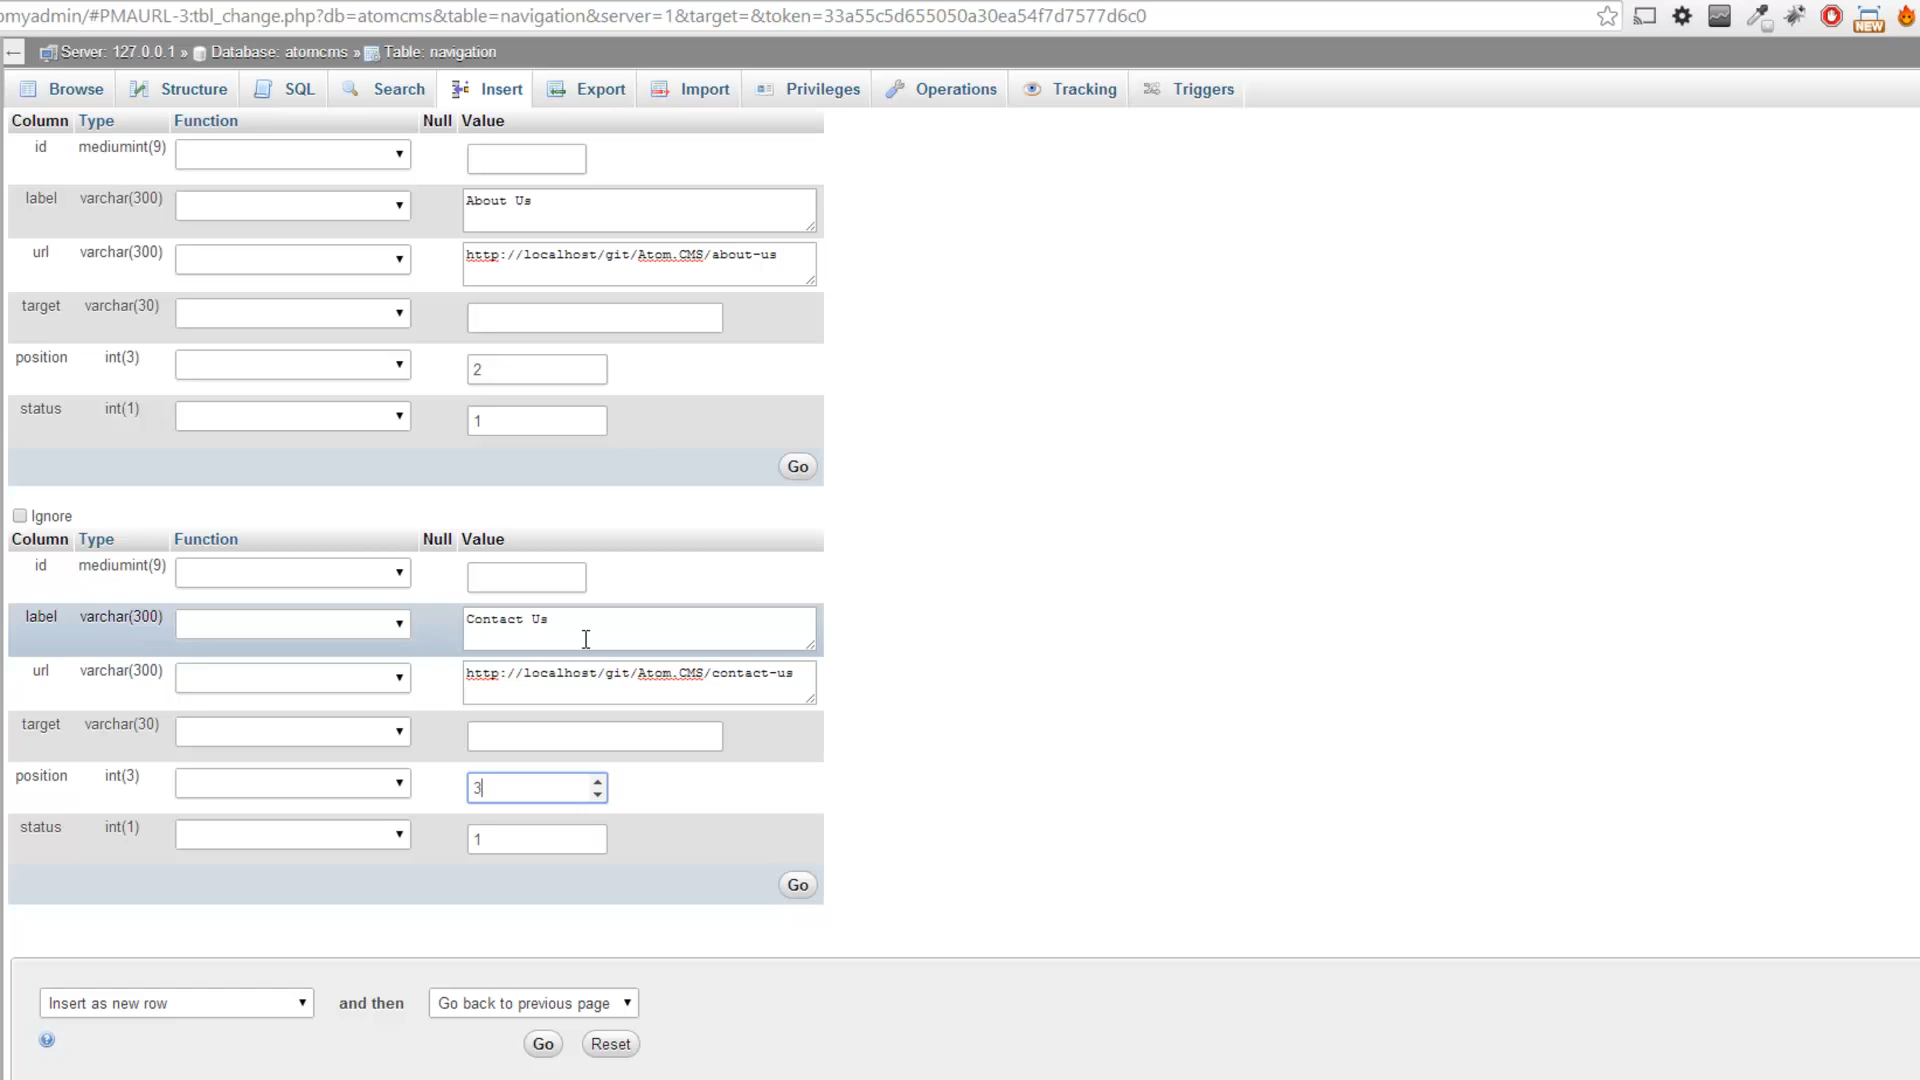 omyadmin/#PMAURL-3:tbl_change.php?db=atomcms&table=navigation&server=1&target=&token=33a55c5d655050a30ea54f7d7577d6c0
NEW
Server: 127.0.0.1 » Database: atomcms » Table: navigation
Browse Structure SQL Search Insert Export Import Privileges Operations Tracking Triggers
Column Type Function Null Value
id mediumint(9)
label varchar(300) About Us
url varchar(300) http://localhost/git/Atom.CMS/about-us
target varchar(30)
position int(3) 2
status int(1) 1
Go
Ignore
Column Type Function Null Value
id mediumint(9)
label varchar(300) Contact Us
url varchar(300) http://localhost/git/Atom.CMS/contact-us
target varchar(30)
position int(3) 3
status int(1) 1
Go
Insert as new row and then Go back to previous page
Go Reset